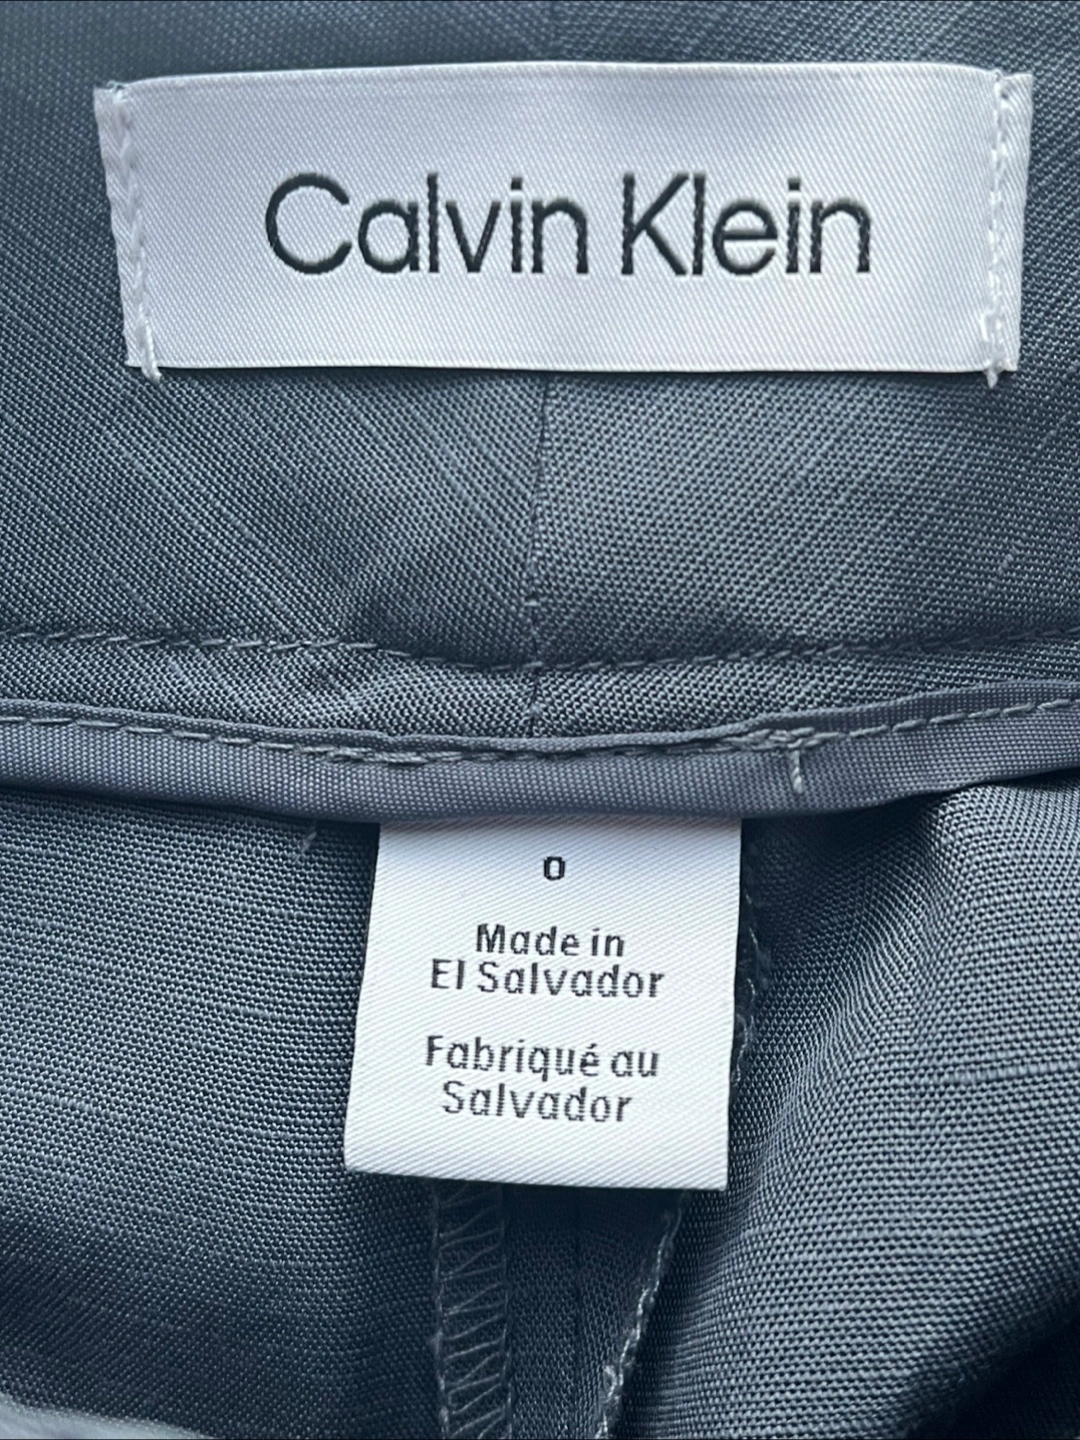 Calvin Klein
0
Made in
El Salvador
Fabriqué au
Salvador